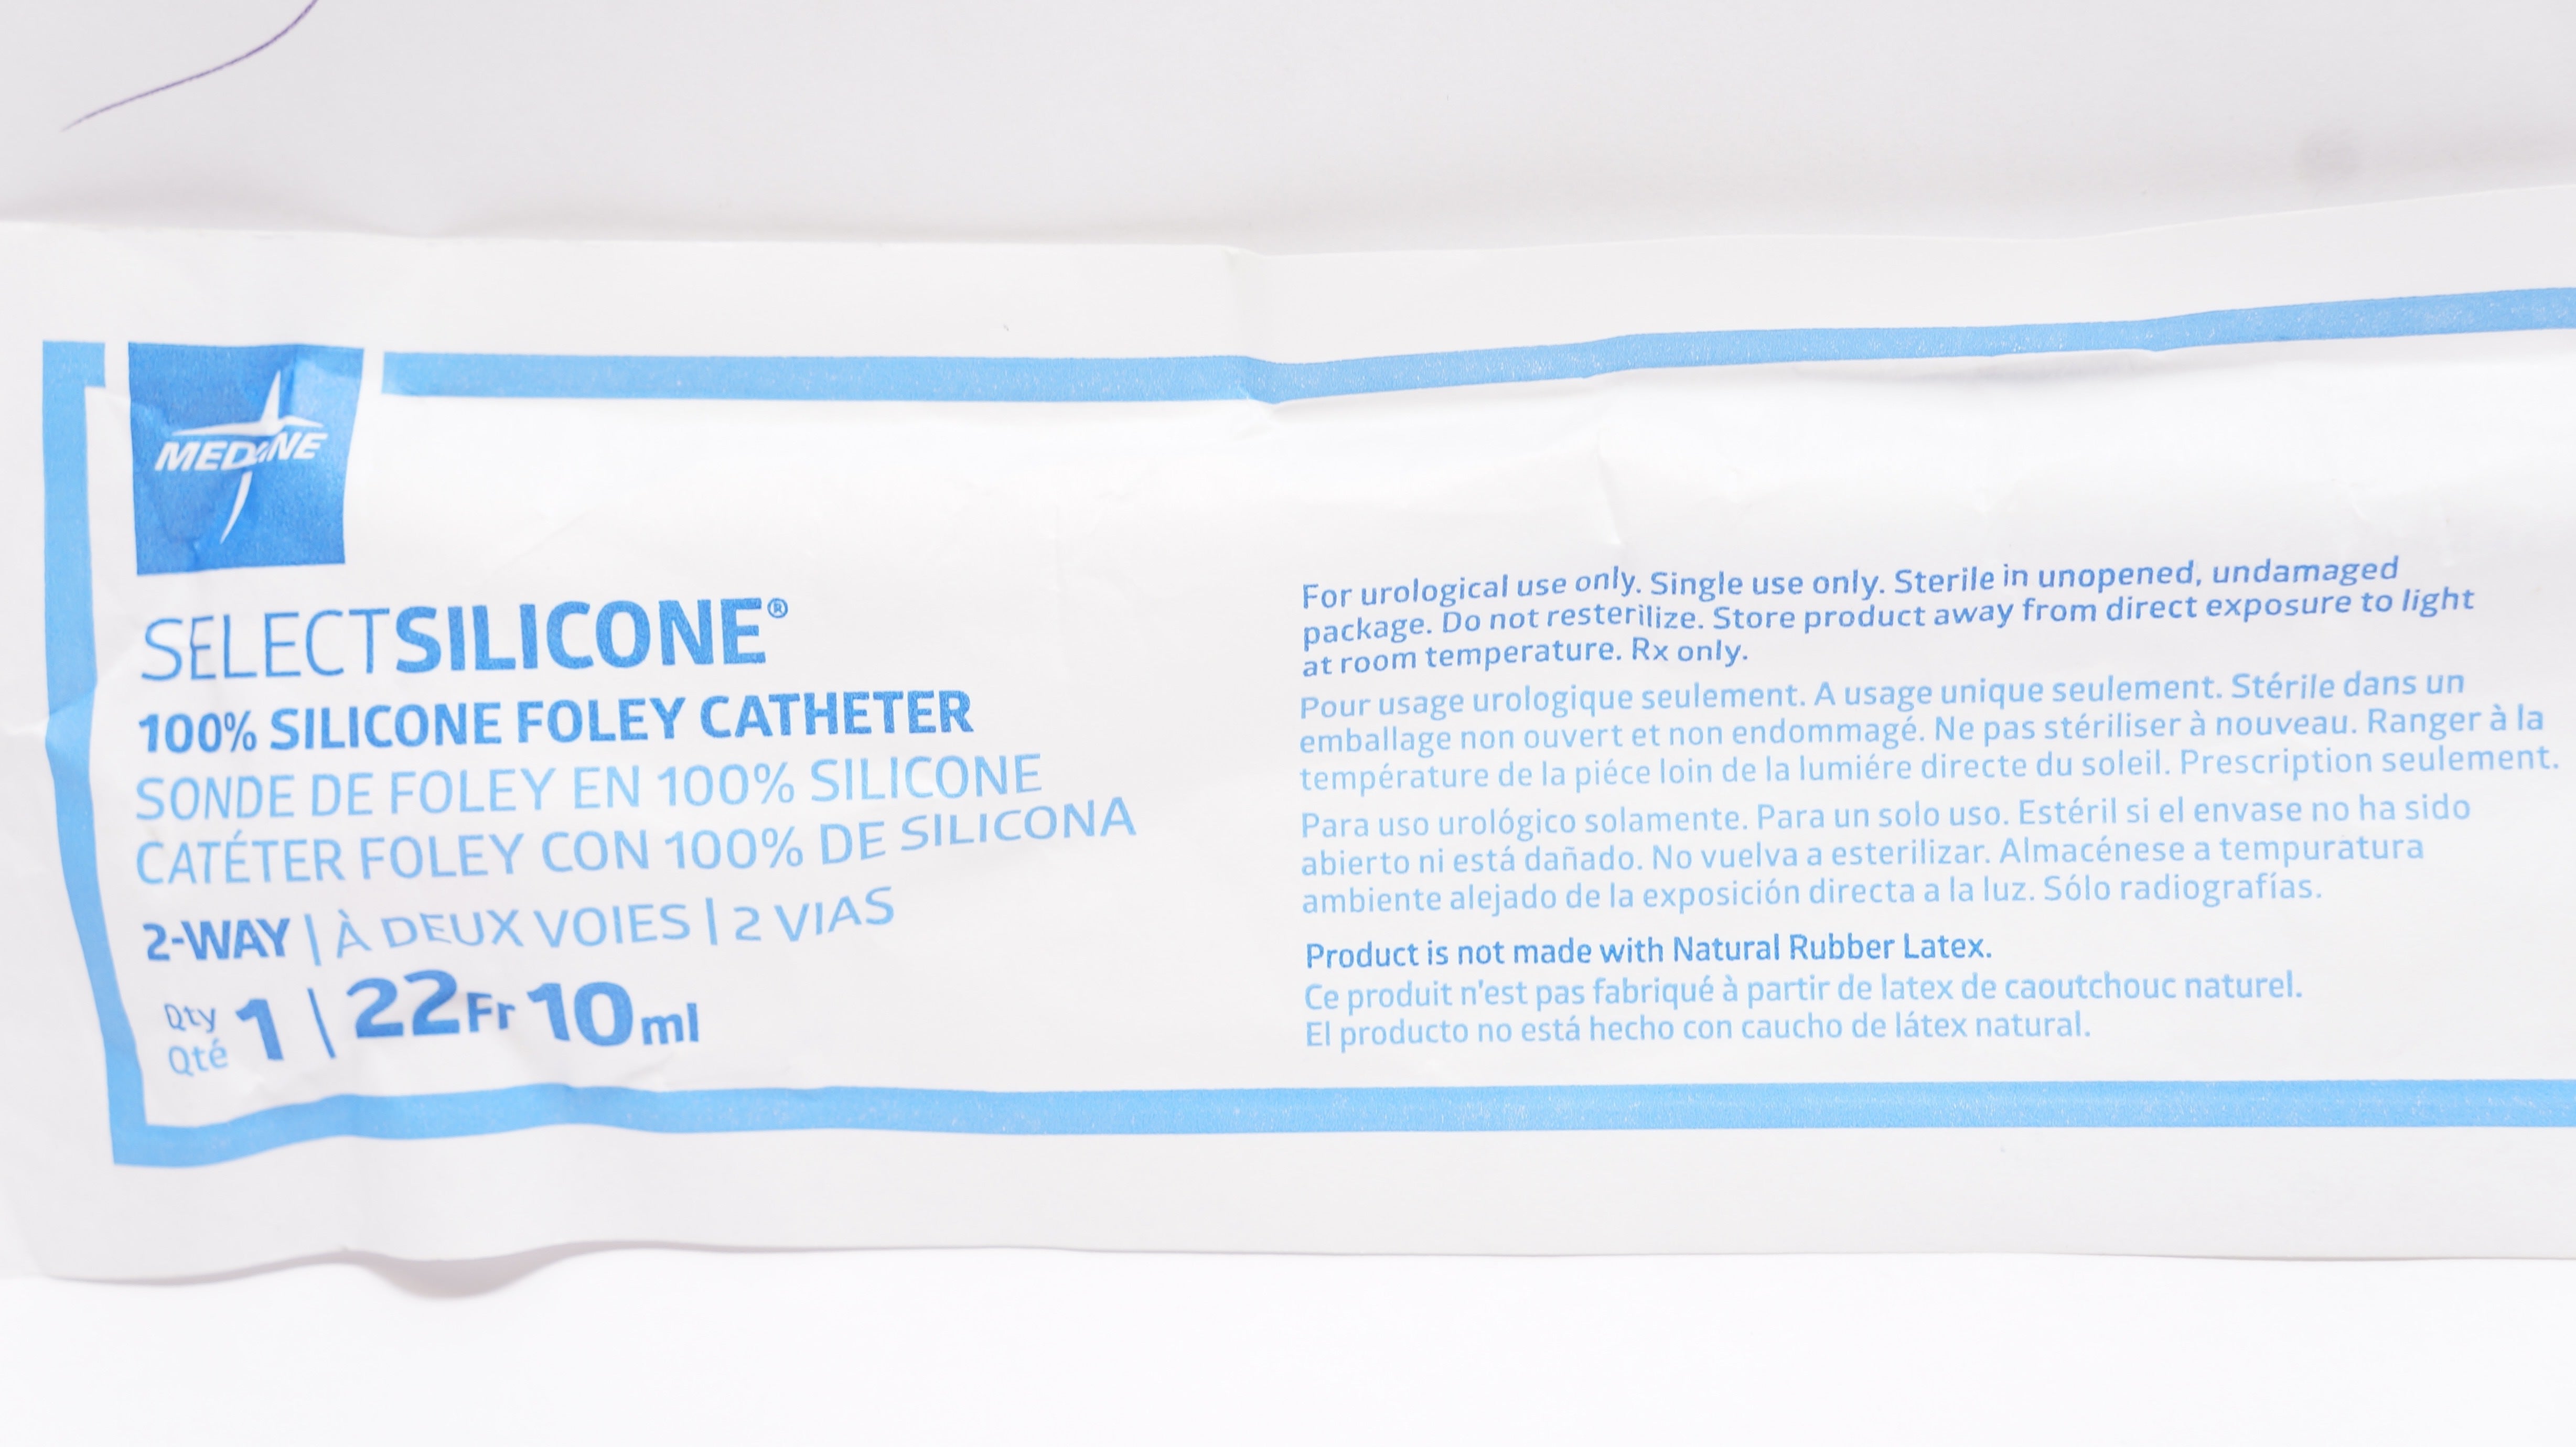 MEDLINE
SELECTSILICONE®
100% SILICONE FOLEY CATHETER
SONDE DE FOLEY EN 100% SILICONE
CATÉTER FOLEY CON 100% DE SILICONA
2-WAY | À DEUX VOIES | 2 VIAS
Qty
Qté
1 | 22Fr 10ml
For urological use only. Single use only. Sterile in unopened, undamaged
package. Do not resterilize. Store product away from direct exposure to light
at room temperature. Rx only.
Pour usage urologique seulement. A usage unique seulement. Stérile dans un
emballage non ouvert et non endommagé. Ne pas stériliser à nouveau. Ranger à la
température de la piéce loin de la lumiére directe du soleil. Prescription seulement.
Para uso urológico solamente. Para un solo uso. Estéril si el envase no ha sido
abierto ni está dañado. No vuelva a esterilizar. Almacénese a tempuratura
ambiente alejado de la exposición directa a la luz. Sólo radiografías.
Product is not made with Natural Rubber Latex.
Ce produit n'est pas fabriqué à partir de latex de caoutchouc naturel.
El producto no está hecho con caucho de látex natural.